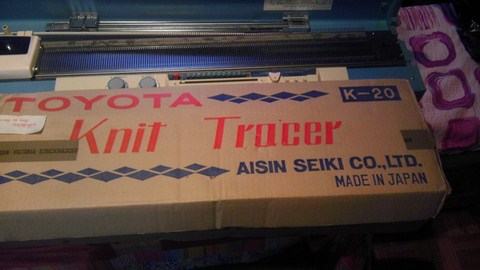 TOYOTA
K-20
Knit Tracer
AISIN SEIKI CO.,LTD.
MADE IN JAPAN